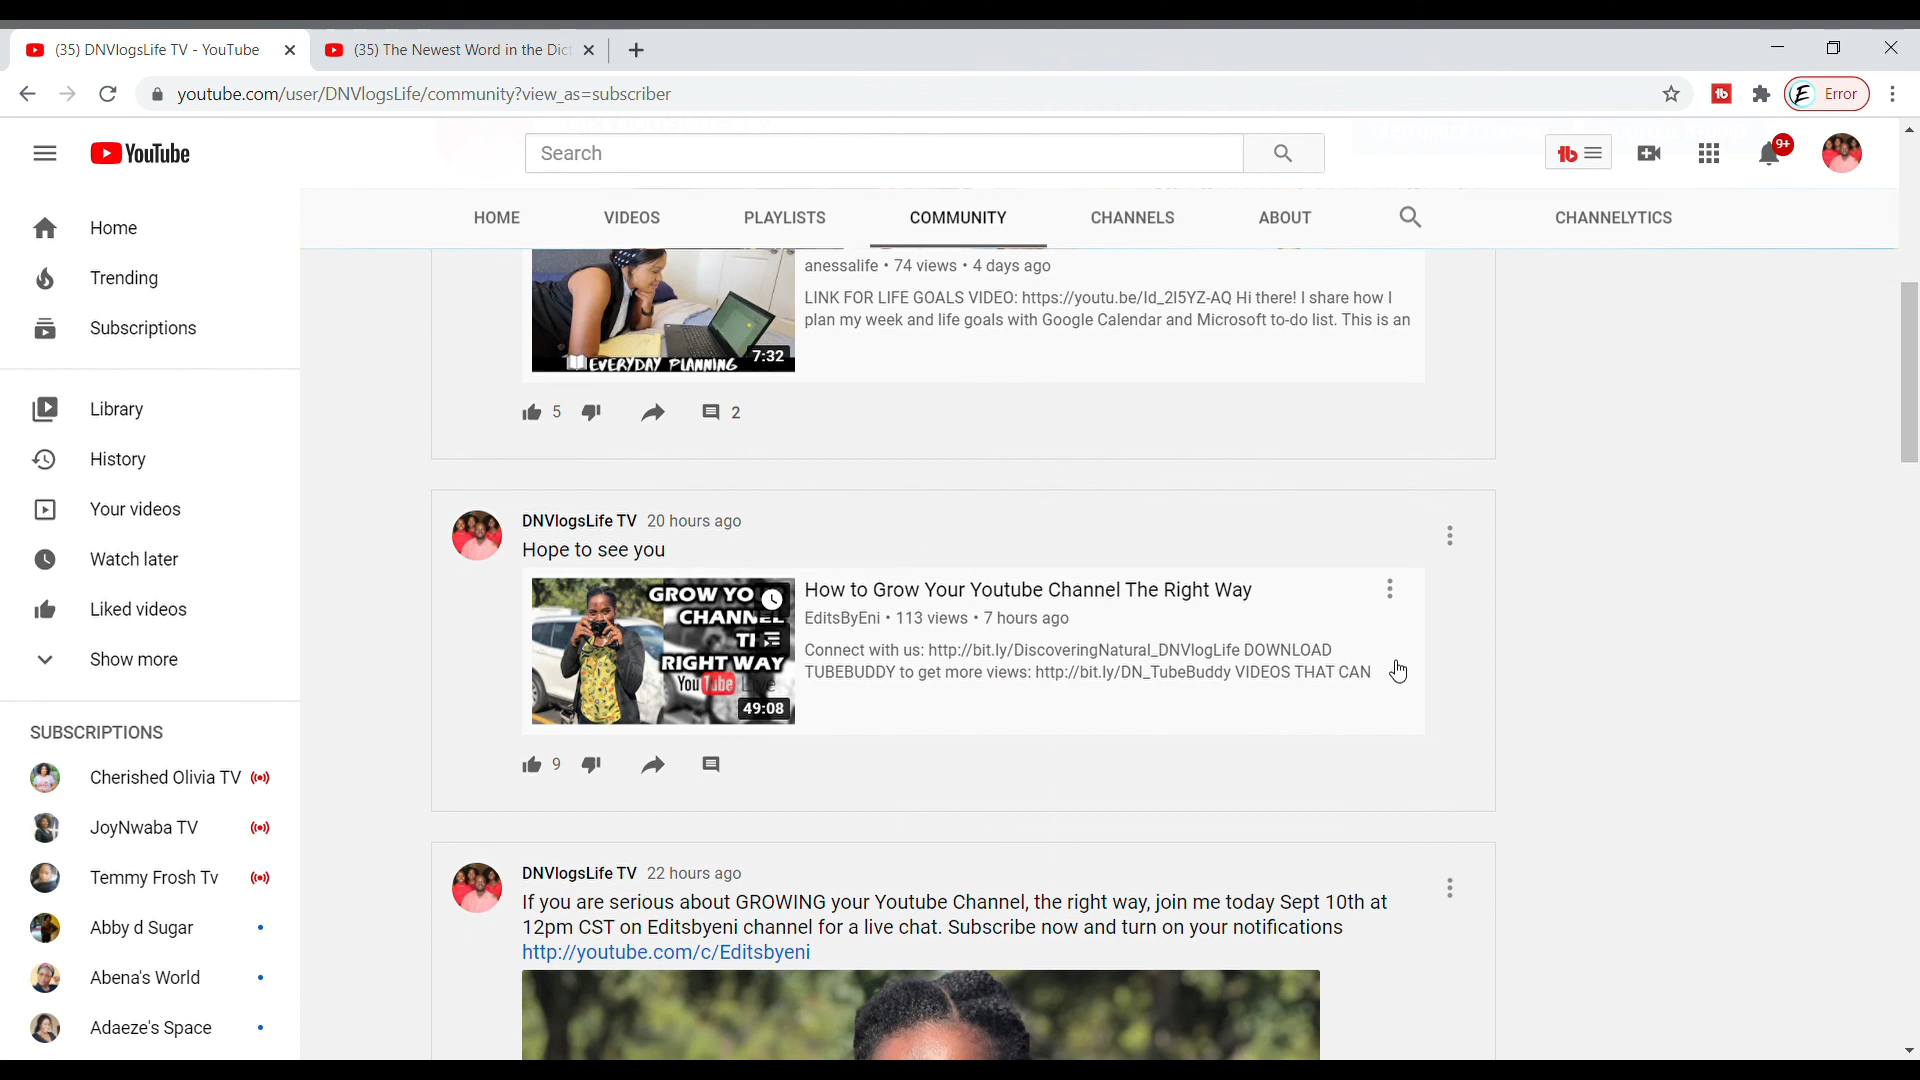 (35) DNVlogsLife TV - YouTube
(35) The Newest Word in the Dict
youtube.com/user/DNVlogsLife/community?view_as=subscriber
Error
YouTube
Search
9+
HOME
VIDEOS
PLAYLISTS
COMMUNITY
CHANNELS
ABOUT
CHANNELYTICS
Home
Trending
Subscriptions
Library
History
Your videos
Watch later
Liked videos
Show more
SUBSCRIPTIONS
Cherished Olivia TV
JoyNwaba TV
Temmy Frosh Tv
Abby d Sugar
Abena's World
Adaeze's Space
anessalife • 74 views • 4 days ago
LINK FOR LIFE GOALS VIDEO: https://youtu.be/Id_2I5YZ-AQ Hi there! I share how I
plan my week and life goals with Google Calendar and Microsoft to-do list. This is an
EVERYDAY PLANNING
7:32
5
2
DNVlogsLife TV 20 hours ago
Hope to see you
GROW YO
CHANNEL
RIGHT WAY
YouTube Live
49:08
How to Grow Your Youtube Channel The Right Way
EditsByEni • 113 views • 7 hours ago
Connect with us: http://bit.ly/DiscoveringNatural_DNVlogLife DOWNLOAD
TUBEBUDDY to get more views: http://bit.ly/DN_TubeBuddy VIDEOS THAT CAN
9
DNVlogsLife TV 22 hours ago
If you are serious about GROWING your Youtube Channel, the right way, join me today Sept 10th at
12pm CST on Editsbyeni channel for a live chat. Subscribe now and turn on your notifications
http://youtube.com/c/Editsbyeni